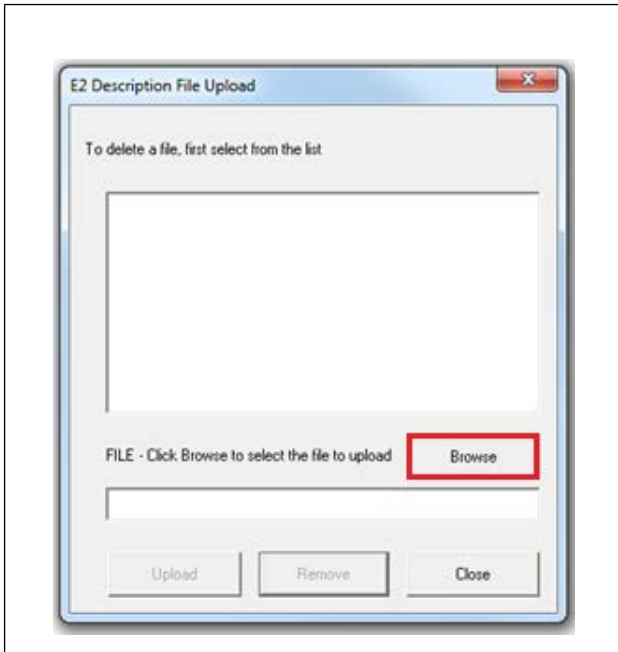 E2 Description File Upload
To delete a file, first select from the list
FILE - Click Browse to select the file to upload
Browse
Upload
Remove
Close